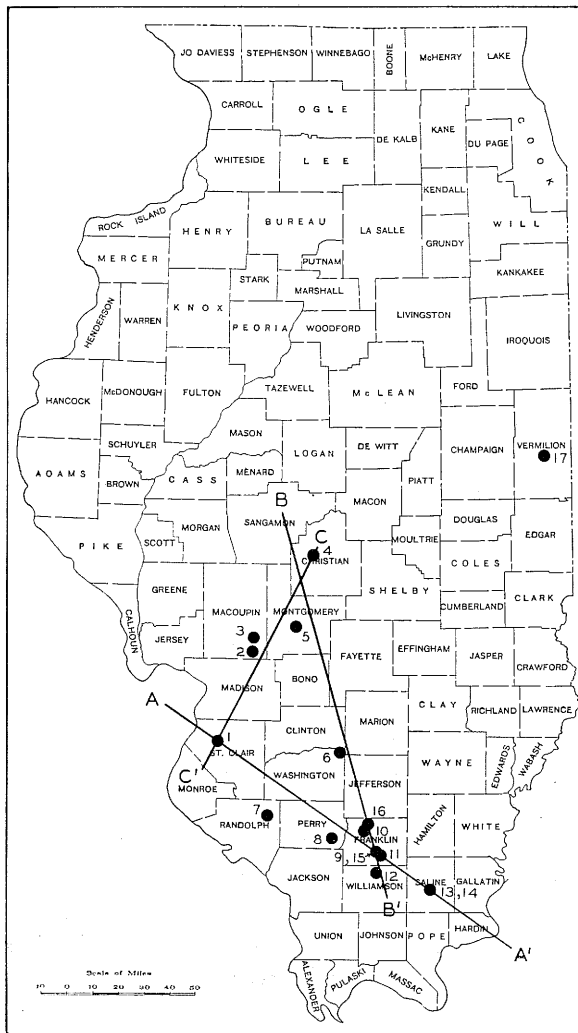 JO DAVIESS
STEPHENSON
WINNEBAGO
BOONE
McHENRY
LAKE
CARROLL
OGLE
DE KALB
KANE
COOK
DU PAGE
WHITESIDE
LEE
KENDALL
ROCK ISLAND
HENRY
BUREAU
LA SALLE
GRUNDY
WILL
MERCER
PUTNAM
KANKAKEE
STARK
MARSHALL
HENDERSON
WARREN
KNOX
PEORIA
WOODFORD
LIVINGSTON
IROQUOIS
HANCOCK
McDONOUGH
FULTON
TAZEWELL
McLEAN
FORD
SCHUYLER
MASON
LOGAN
DE WITT
CHAMPAIGN
VERMILION
17
ADAMS
BROWN
CASS
MENARD
PIATT
MACON
B
SANGAMON
C
4
CHRISTIAN
MOULTRIE
DOUGLAS
EDGAR
PIKE
SCOTT
MORGAN
COLES
SHELBY
GREENE
MACOUPIN
MONTGOMERY
CUMBERLAND
CLARK
CALHOUN
JERSEY
3
2
5
FAYETTE
EFFINGHAM
JASPER
CRAWFORD
MADISON
BOND
A
CLAY
RICHLAND
LAWRENCE
1
ST. CLAIR
CLINTON
MARION
6
WAYNE
EDWARDS
WABASH
C'
MONROE
WASHINGTON
JEFFERSON
7
RANDOLPH
PERRY
8
16
10
FRANKLIN
HAMILTON
WHITE
9, 15
11
JACKSON
12
WILLIAMSON
B'
SALINE
GALLATIN
13, 14
UNION
JOHNSON
POPE
HARDIN
A'
ALEXANDER
PULASKI
MASSAC
Scale of Miles
10 0 10 20 30 40 50